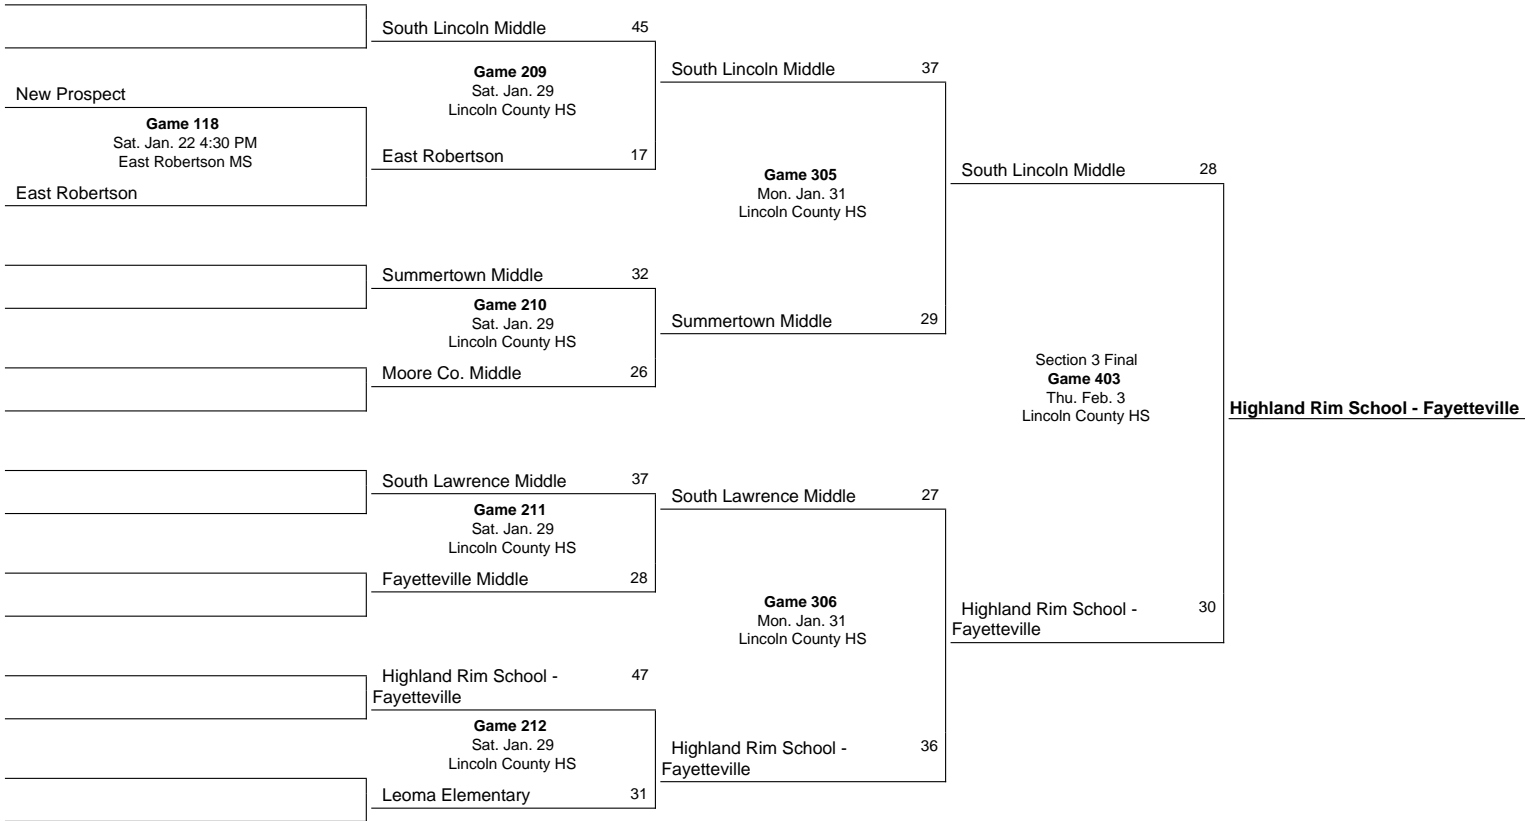 New Prospect
Game 118
Sat. Jan. 22 4:30 PM
East Robertson MS
East Robertson
South Lincoln Middle 45
Game 209
Sat. Jan. 29
Lincoln County HS
East Robertson 17
Summertown Middle 32
Game 210
Sat. Jan. 29
Lincoln County HS
Moore Co. Middle 26
South Lawrence Middle 37
Game 211
Sat. Jan. 29
Lincoln County HS
Fayetteville Middle 28
Highland Rim School - 47
Fayetteville
Game 212
Sat. Jan. 29
Lincoln County HS
Leoma Elementary 31
South Lincoln Middle 37
Game 305
Mon. Jan. 31
Lincoln County HS
Summertown Middle 29
South Lawrence Middle 27
Game 306
Mon. Jan. 31
Lincoln County HS
Highland Rim School - 36
Fayetteville
South Lincoln Middle 28
Section 3 Final
Game 403
Thu. Feb. 3
Lincoln County HS
Highland Rim School - 30
Fayetteville
Highland Rim School - Fayetteville